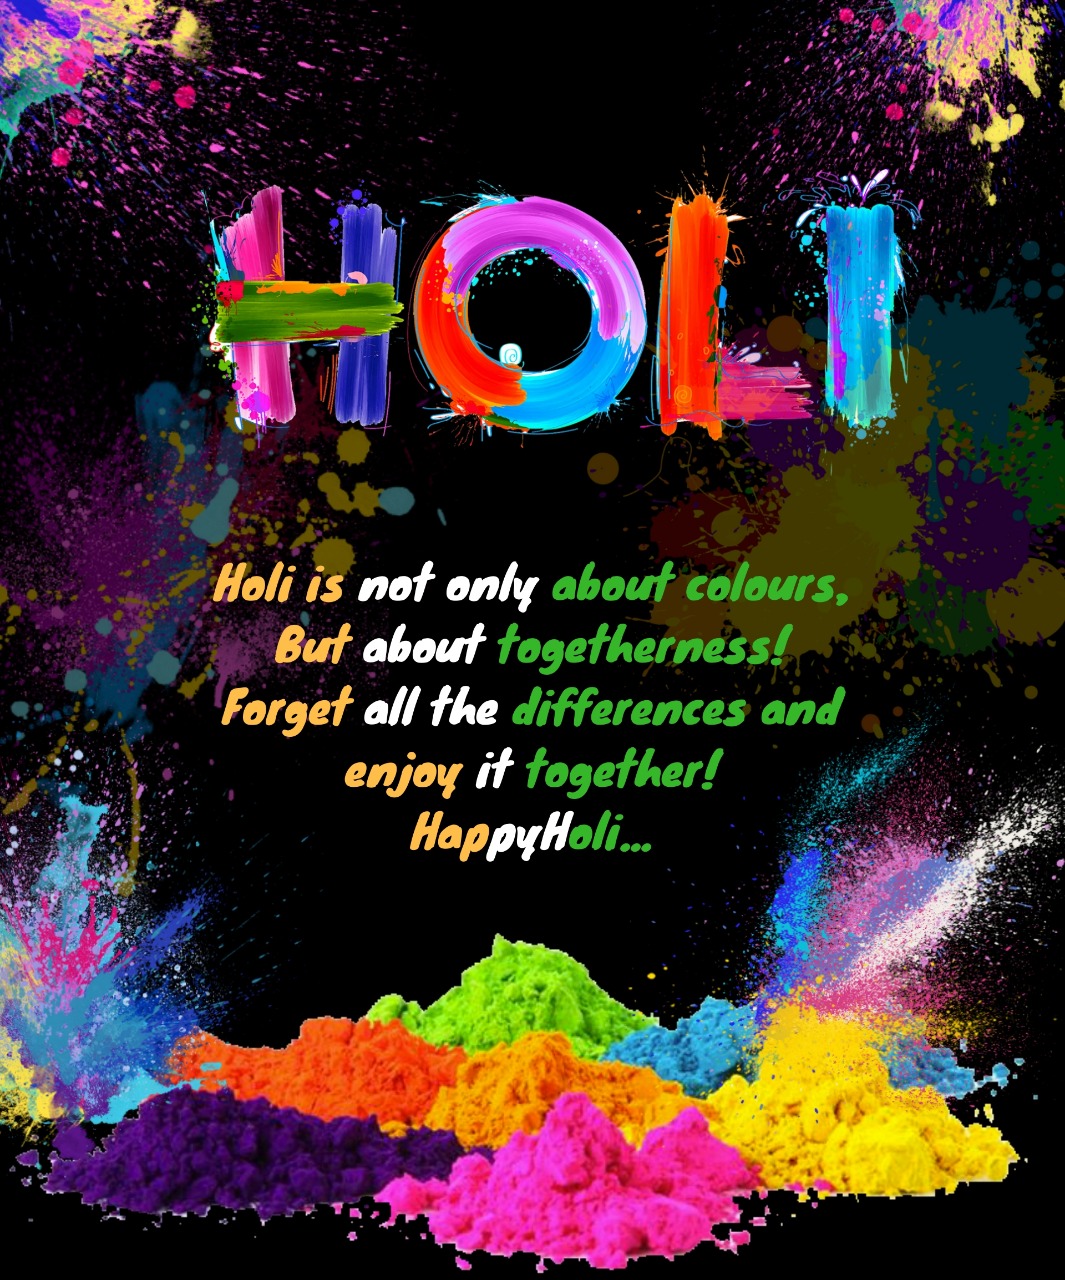 HOLI
Holi is not only about colours,
But about togetherness!
Forget all the differences and
enjoy it together!
HappyHoli...